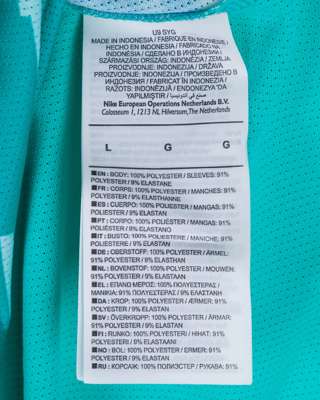 U9 SYG
MADE IN INDONESIA / FABRIQUÉ EN INDONÉSIE /
HECHO EN INDONESIA / FABRICADO NA
INDONÉSIA / СДЕЛАНО В ИНДОНЕЗИИ /
SZÁRMAZÁSI ORSZÁG: INDONÉZIA / ZEMLJA
PROIZVODNJE: INDONEZIJA / DRŽAVA
PROIZVODNJE: INDONEZIJA / ПРОИЗВЕДЕНО В
ИНДОНЕЗИЯ / FABRICAT ÎN INDONEZIA /
RAŽOTS: INDONĒZIJĀ / ENDONEZYA'DA
YAPILMIŞTIR / صنع في أندونيسيا
Nike European Operations Netherlands B.V.
Colosseum 1, 1213 NL Hilversum, The Netherlands
L G G
EN: BODY: 100% POLYESTER / SLEEVES: 91%
POLYESTER / 9% ELASTANE
FR: CORPS: 100% POLYESTER / MANCHES: 91%
POLYESTER / 9% ELASTHANNE
ES: CUERPO: 100% POLIÉSTER / MANGAS: 91%
POLIÉSTER / 9% ELASTANO
PT: CORPO: 100% POLIÉSTER / MANGAS: 91%
POLIÉSTER / 9% ELASTANO
IT: BUSTO: 100% POLIESTERE / MANICHE: 91%
POLIESTERE / 9% ELASTAN
DE: OBERSTOFF: 100% POLYESTER / ÄRMEL:
91% POLYESTER / 9% ELASTHAN
NL: BOVENSTOF: 100% POLYESTER / MOUWEN:
91% POLYESTER / 9% ELASTAAN
EL: ΕΠΑΝΩ ΜΕΡΟΣ: 100% ΠΟΛΥΕΣΤΕΡΑΣ /
ΜΑΝΙΚΙΑ: 91% ΠΟΛΥΕΣΤΕΡΑΣ / 9% ΕΛΑΣΤΑΝ
DA: KROP: 100% POLYESTER / ÆRMER: 91%
POLYESTER / 9% ELASTAN
SV: ÖVERKROPP: 100% POLYESTER / ÄRMAR:
91% POLYESTER / 9% ELASTAN
FI: RUNKO: 100% POLYESTERI / HIHAT: 91%
POLYESTERI / 9% ELASTAANI
NO: BOL: 100% POLYESTER / ERMER: 91%
POLYESTER / 9% ELASTAN
RU: КОРСАЖ: 100% ПОЛИЭСТЕР / РУКАВА: 91%